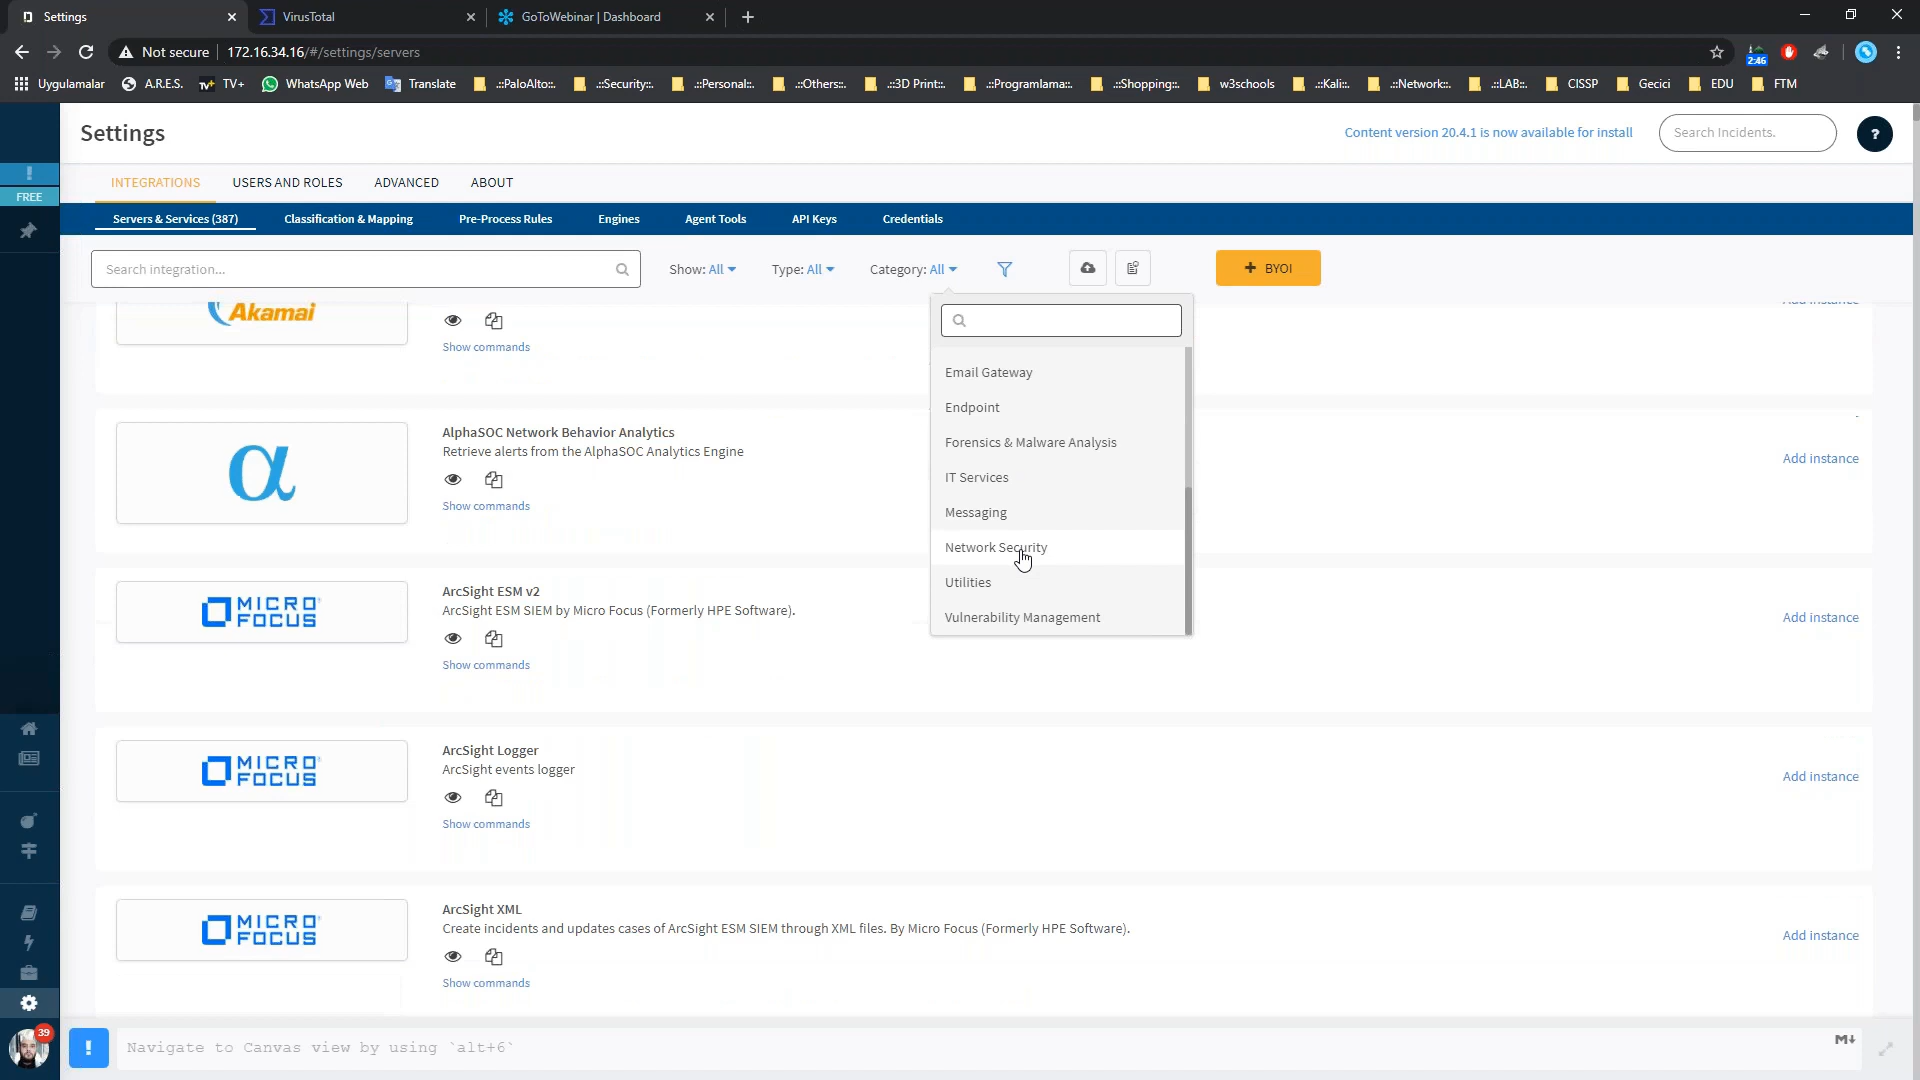 Settings
VirusTotal
GoToWebinar | Dashboard
Not secure
172.16.34.16/#/settings/servers
2:46
Uygulamalar
A.R.E.S.
TV+
WhatsApp Web
Translate
.::PaloAlto::.
.::Security::.
.::Personal::.
.::Others::.
.::3D Print::.
.::Programlama::.
.::Shopping::.
w3schools
.::Kali::.
.::Network::.
.::LAB::.
CISSP
Gecici
EDU
FTM
Settings
Content version 20.4.1 is now available for install
Search Incidents.
?
!
FREE
INTEGRATIONS
USERS AND ROLES
ADVANCED
ABOUT
Servers & Services (387)
Classification & Mapping
Pre-Process Rules
Engines
Agent Tools
API Keys
Credentials
Search integration...
Show: All
Type: All
Category: All
+ BYOI
Akamai
Show commands
Add instance
Email Gateway
Endpoint
Forensics & Malware Analysis
IT Services
Messaging
Network Security
Utilities
Vulnerability Management
α
AlphaSOC Network Behavior Analytics
Retrieve alerts from the AlphaSOC Analytics Engine
Show commands
Add instance
MICRO FOCUS
ArcSight ESM v2
ArcSight ESM SIEM by Micro Focus (Formerly HPE Software).
Show commands
Add instance
MICRO FOCUS
ArcSight Logger
ArcSight events logger
Show commands
Add instance
MICRO FOCUS
ArcSight XML
Create incidents and updates cases of ArcSight ESM SIEM through XML files. By Micro Focus (Formerly HPE Software).
Show commands
Add instance
39
!
Navigate to Canvas view by using `alt+6`
M↓